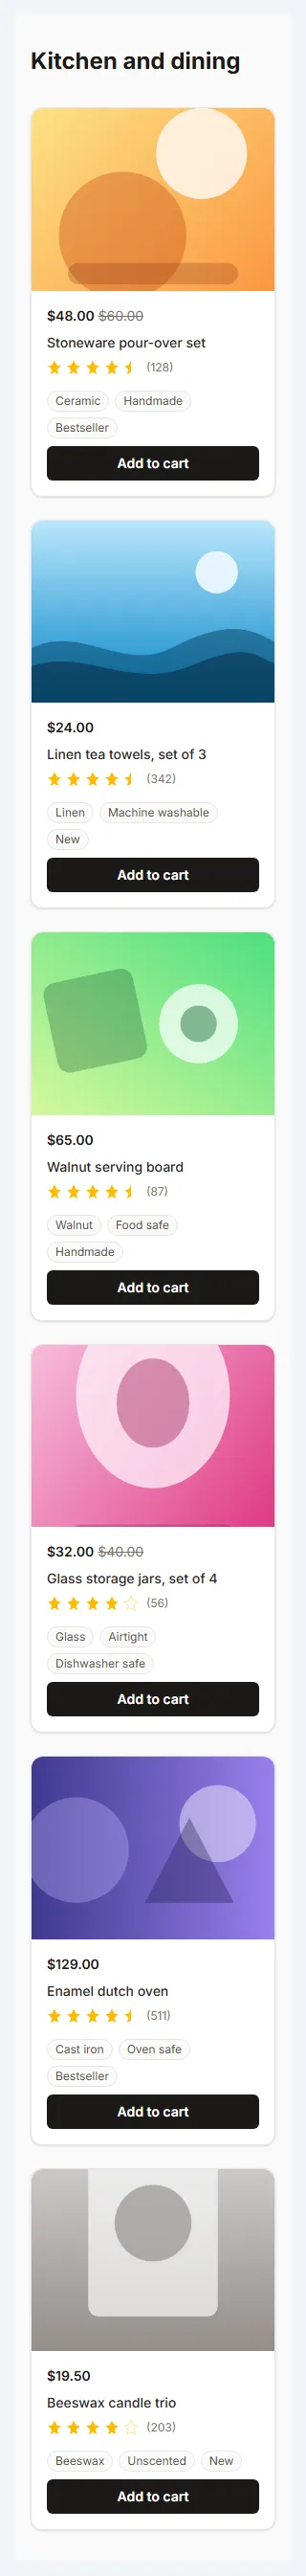 Kitchen and dining
$48.00 $60.00
Stoneware pour-over set
(128)
Ceramic Handmade
Bestseller
Add to cart
$24.00
Linen tea towels, set of 3
(342)
Linen Machine washable
New
Add to cart
$65.00
Walnut serving board
(87)
Walnut Food safe
Handmade
Add to cart
$32.00 $40.00
Glass storage jars, set of 4
(56)
Glass Airtight
Dishwasher safe
Add to cart
$129.00
Enamel dutch oven
(511)
Cast iron Oven safe
Bestseller
Add to cart
$19.50
Beeswax candle trio
(203)
Beeswax Unscented New
Add to cart